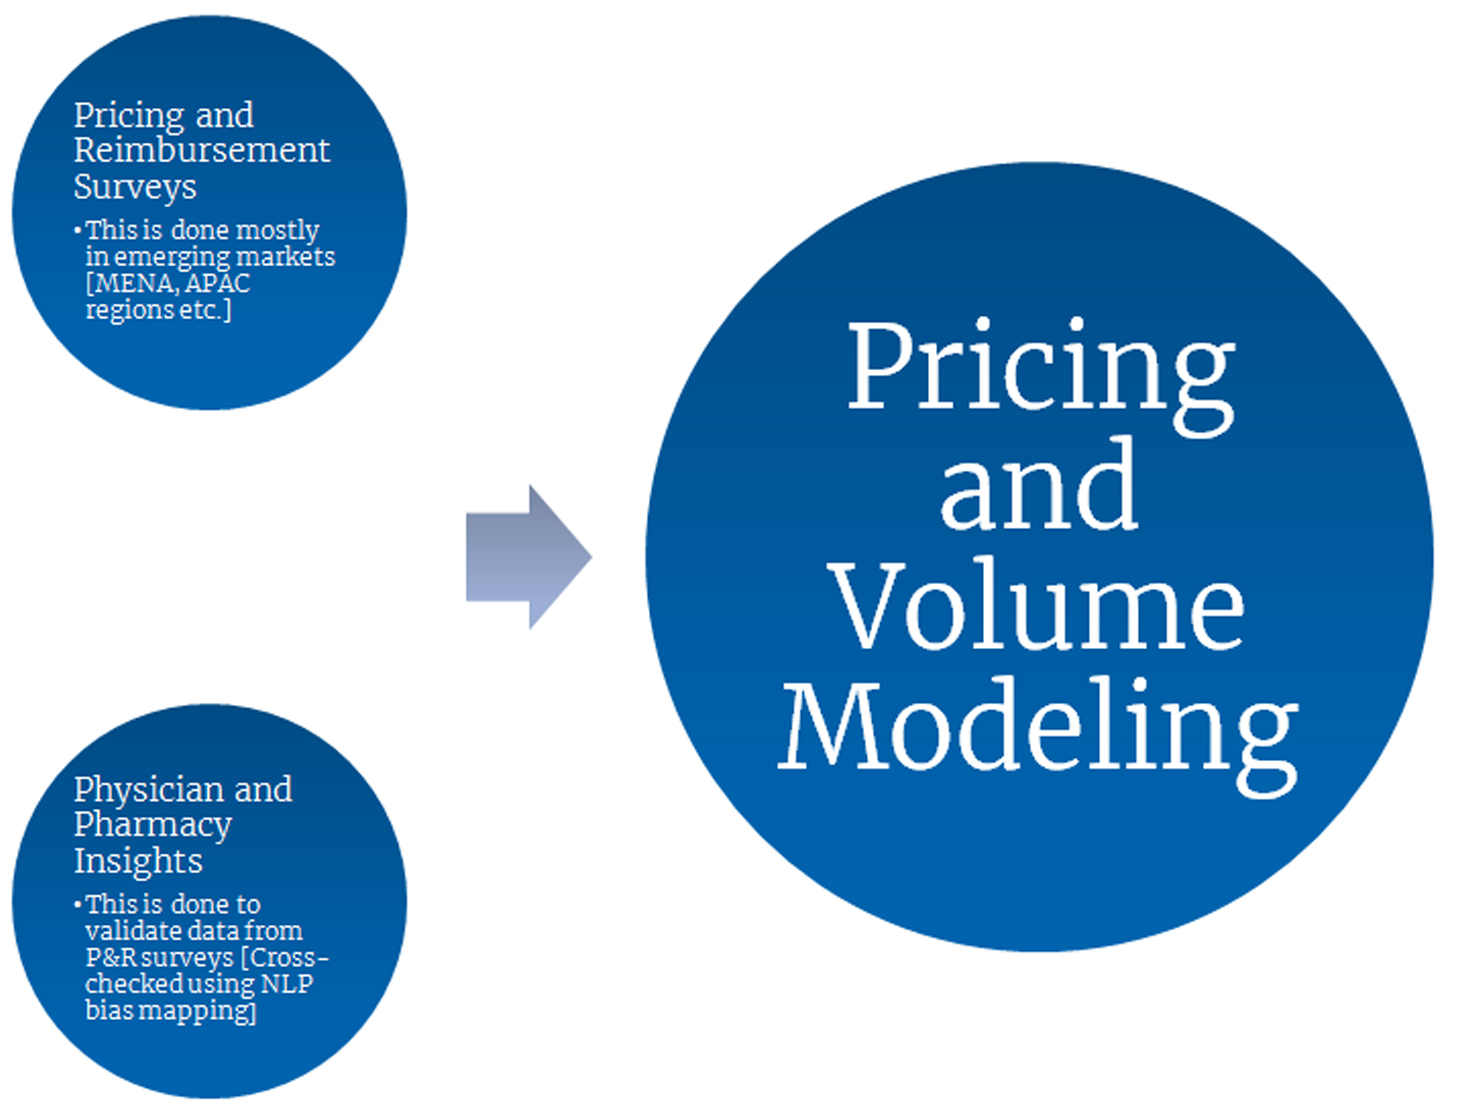 Pricing and
Reimbursement
Surveys
•This is done mostly
in emerging markets
[MENA, APAC
regions etc.]
Physician and
Pharmacy
Insights
•This is done to
validate data from
P&R surveys [Cross-
checked using NLP
bias mapping]
Pricing
and
Volume
Modeling